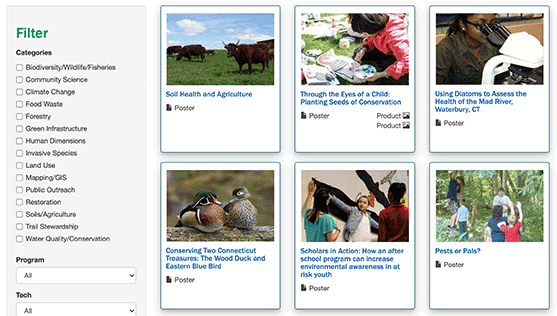 Filter
Categories
Biodiversity/Wildlife/Fisheries
Community Science
Climate Change
Food Waste
Forestry
Green Infrastructure
Human Dimensions
Invasive Species
Land Use
Mapping/GIS
Public Outreach
Restoration
Soils/Agriculture
Trail Stewardship
Water Quality/Conservation
Program
All
Tech
All
Soil Health and Agriculture
Poster
Through the Eyes of a Child:
Planting Seeds of Conservation
Poster
Product
Product
Using Diatoms to Assess the
Health of the Mad River,
Waterbury, CT
Poster
Conserving Two Connecticut
Treasures: The Wood Duck and
Eastern Blue Bird
Poster
Scholars in Action: How an after
school program can increase
environmental awareness in at
risk youth
Poster
Pests or Pals?
Poster